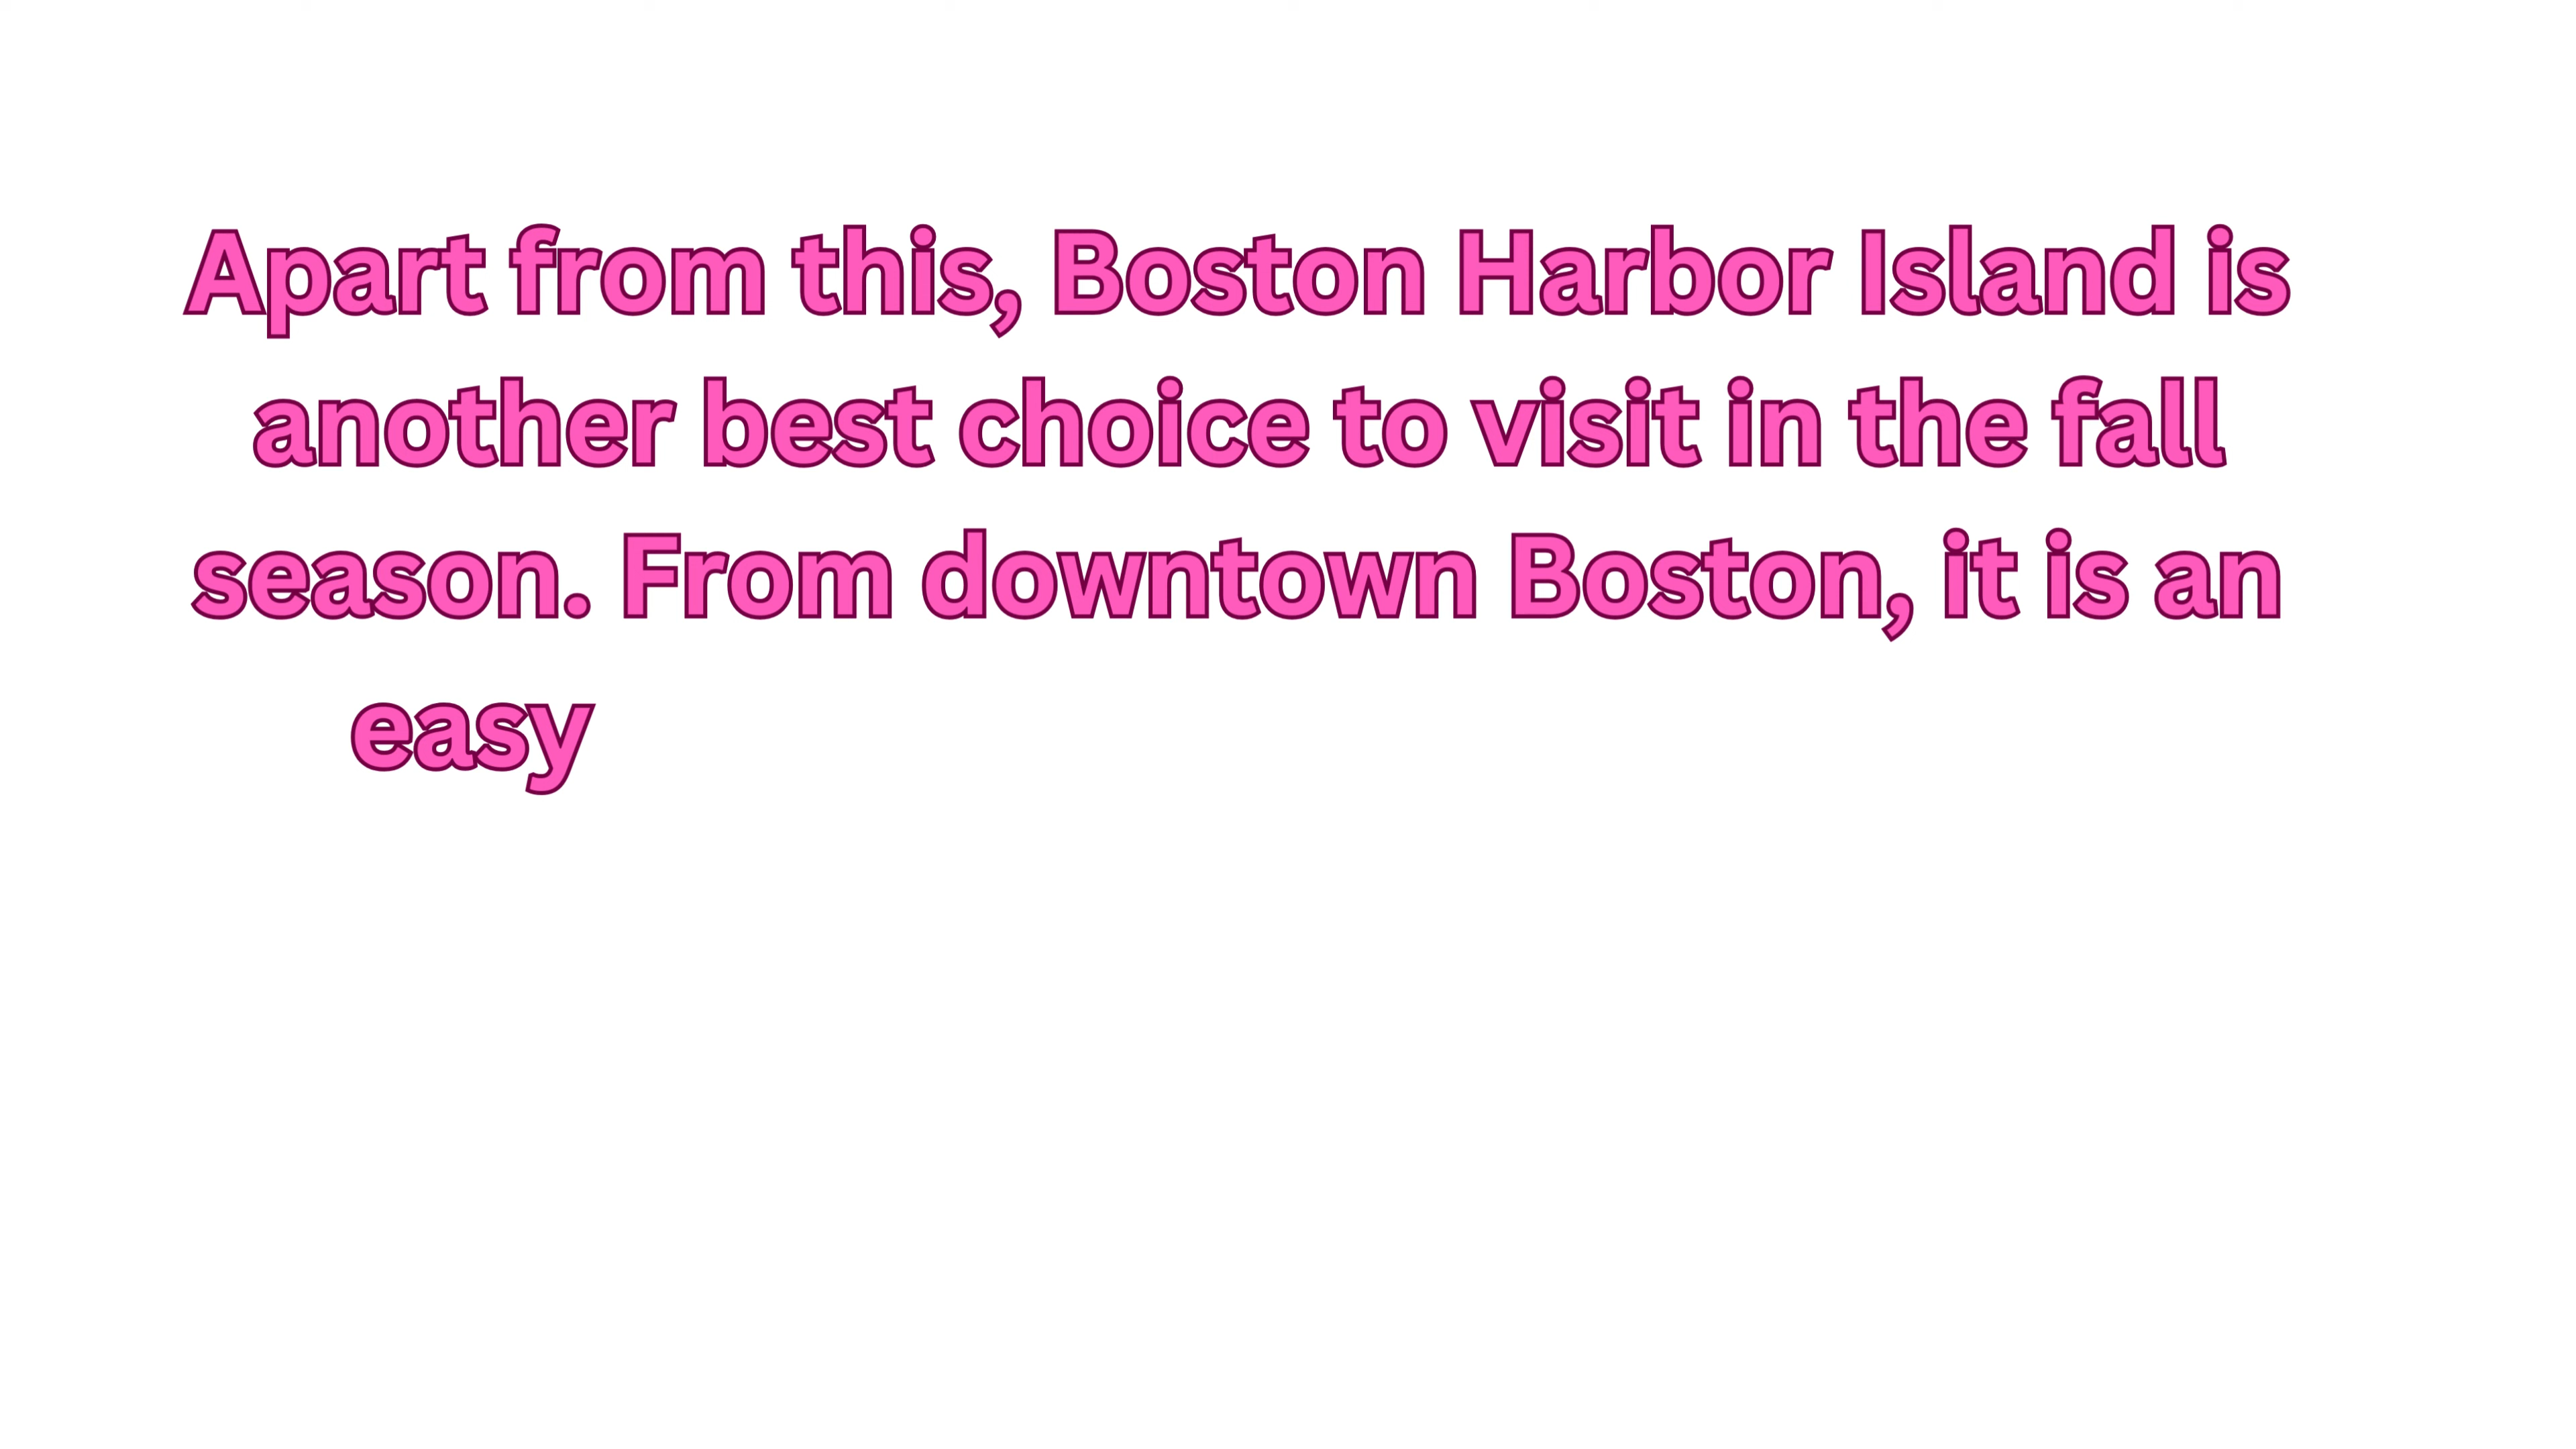 Apart from this, Boston Harbor Island is
another best choice to visit in the fall
season. From downtown Boston, it is an
easy